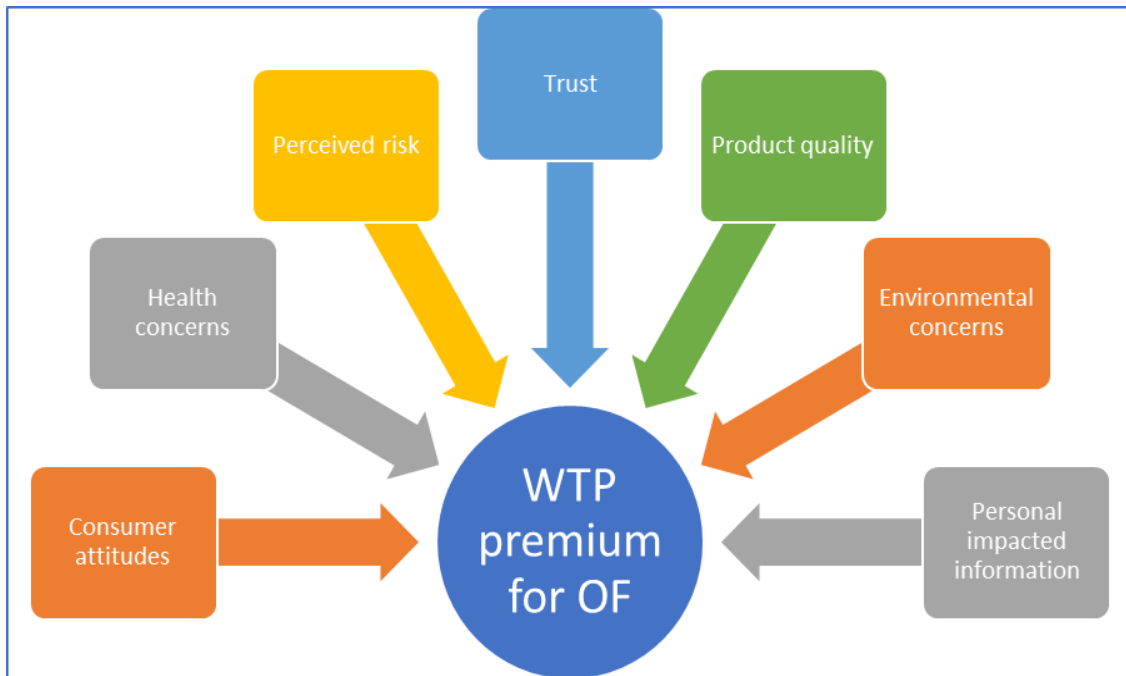 Trust
Perceived risk
Product quality
Health
concerns
Environmental
concerns
Consumer
attitudes
WTP
premium
for OF
Personal
impacted
information